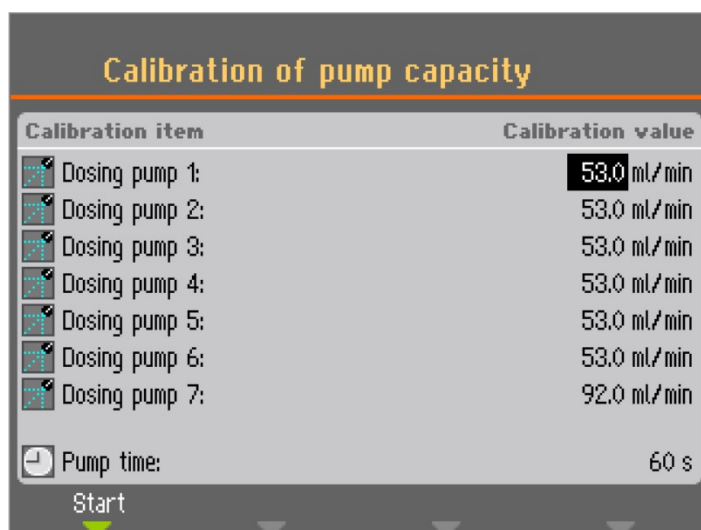 Calibration of pump capacity
Calibration item Calibration value
Dosing pump 1: 53.0 ml/min
Dosing pump 2: 53.0 ml/min
Dosing pump 3: 53.0 ml/min
Dosing pump 4: 53.0 ml/min
Dosing pump 5: 53.0 ml/min
Dosing pump 6: 53.0 ml/min
Dosing pump 7: 92.0 ml/min
Pump time: 60 s
Start